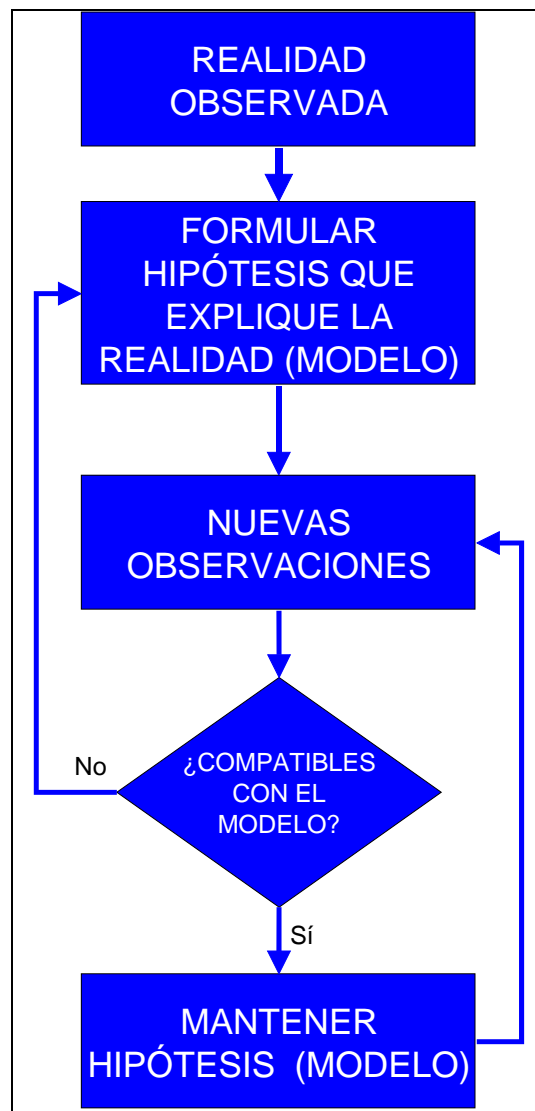 REALIDAD
OBSERVADA
FORMULAR
HIPÓTESIS QUE
EXPLIQUE LA
REALIDAD (MODELO)
NUEVAS
OBSERVACIONES
¿COMPATIBLES
CON EL
MODELO?
No
Sí
MANTENER
HIPÓTESIS (MODELO)